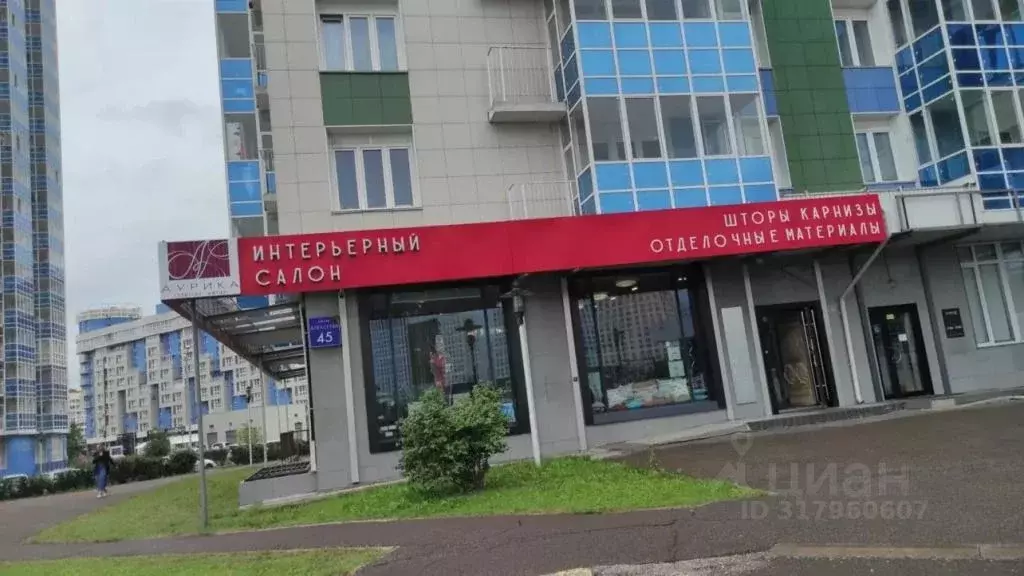 АУРИКА
ИНТЕРЬЕРНЫЙ
САЛОН
ШТОРЫ КАРНИЗЫ
ОТДЕЛОЧНЫЕ МАТЕРИАЛЫ
45
циан
ID 317960607